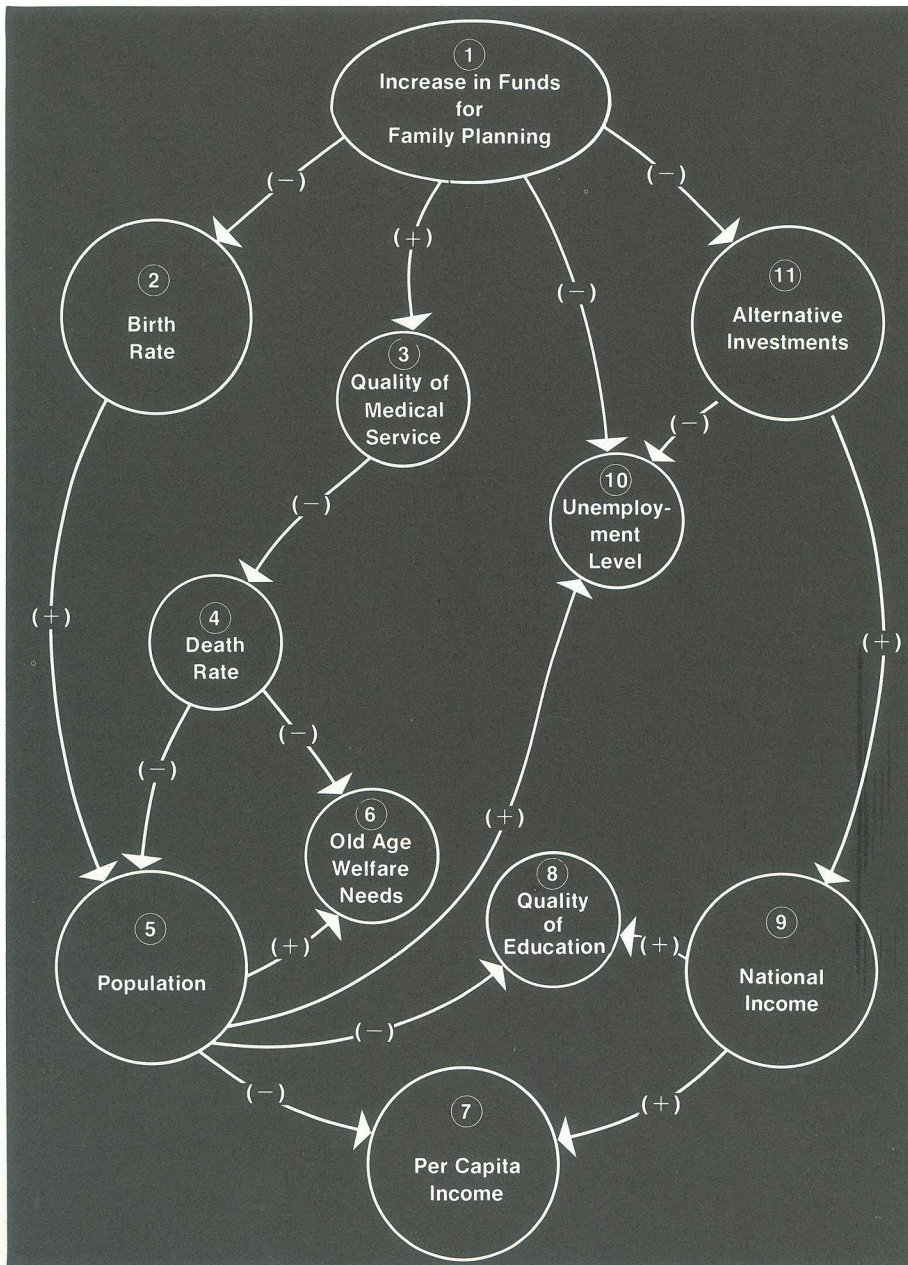 1
Increase in Funds
for
Family Planning
(−)
(−)
(+)
(−)
2
Birth
Rate
11
Alternative
Investments
3
Quality of
Medical
Service
(−)
(−)
10
Unemploy-
ment
Level
(+)
4
Death
Rate
(+)
(−)
(−)
(+)
6
Old Age
Welfare
Needs
8
Quality
of
Education
5
Population
(+)
(+)
9
National
Income
(−)
(−)
(+)
7
Per Capita
Income